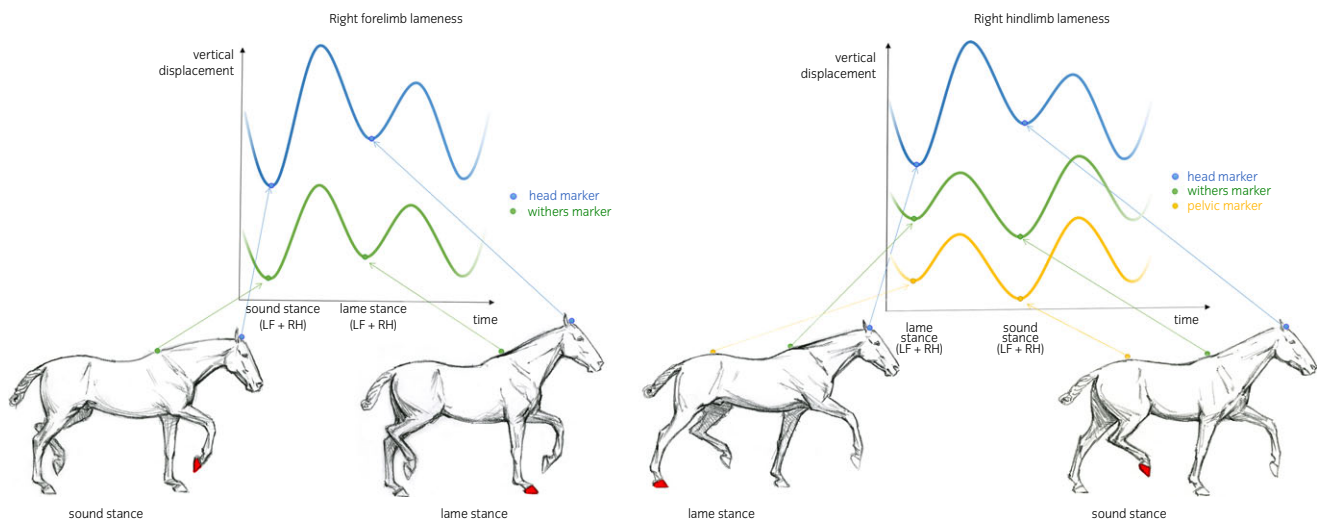 Right forelimb lameness
vertical
displacement
head marker
withers marker
sound stance
(LF + RH)
lame stance
(LF + RH)
time
sound stance
lame stance
Right hindlimb lameness
vertical
displacement
head marker
withers marker
pelvic marker
lame
stance
(LF + RH)
sound
stance
(LF + RH)
time
lame stance
sound stance